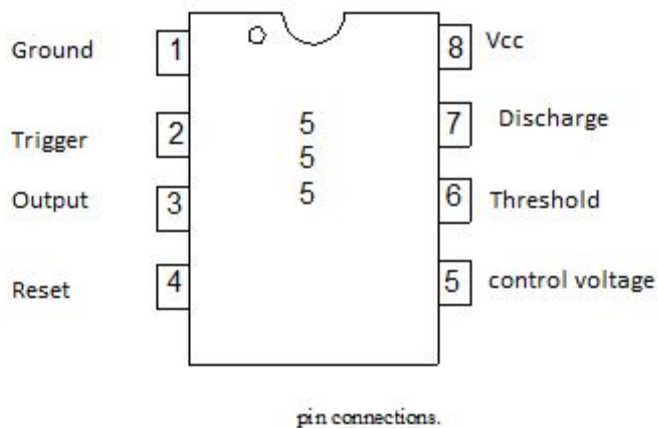 Ground 1
8 Vcc
Trigger 2
7 Discharge
5
5
5
Output 3
6 Threshold
Reset 4
5 control voltage
pin connections.